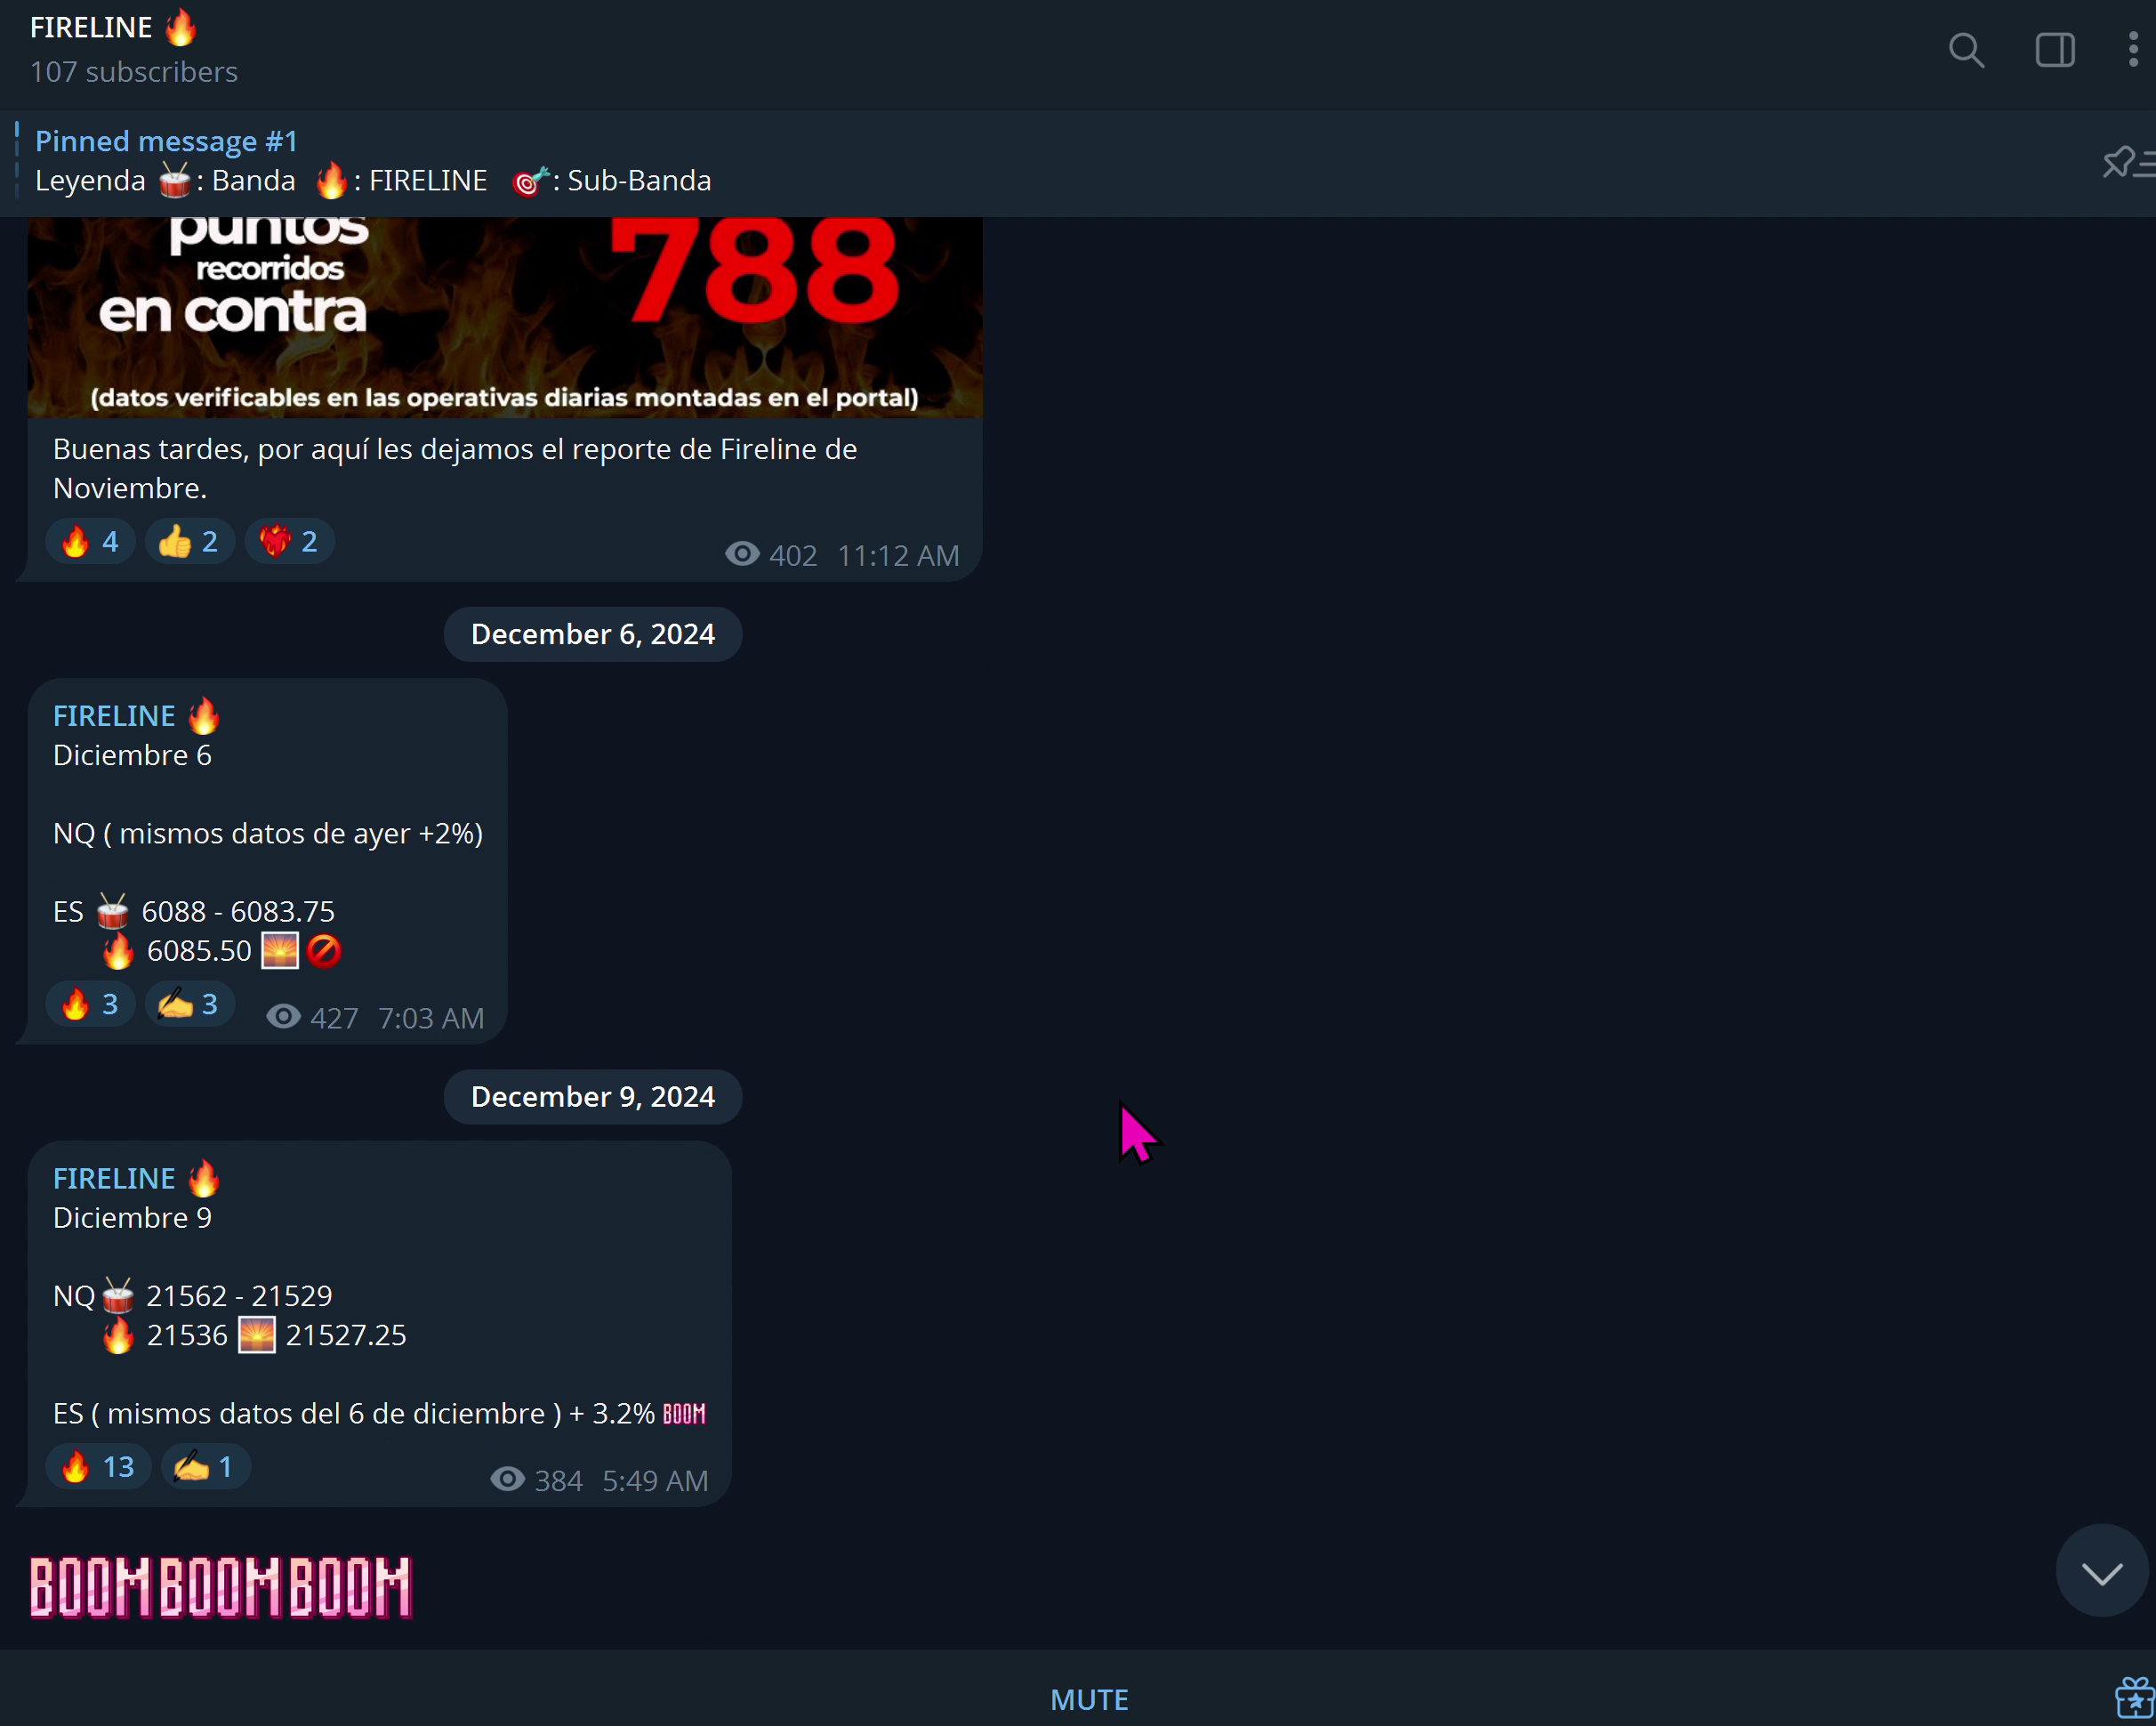 FIRELINE 🔥
107 subscribers
Pinned message #1
Leyenda 🥁: Banda 🔥: FIRELINE 🎯: Sub-Banda
puntos
recorridos
en contra
788
(datos verificables en las operativas diarias montadas en el portal)
Buenas tardes, por aquí les dejamos el reporte de Fireline de
Noviembre.
🔥 4 👍 2 ❤️‍🔥 2
402 11:12 AM
December 6, 2024
FIRELINE 🔥
Diciembre 6
NQ ( mismos datos de ayer +2%)
ES 🥁 6088 - 6083.75
🔥 6085.50 🌅🚫
🔥 3 ✍️ 3 427 7:03 AM
December 9, 2024
FIRELINE 🔥
Diciembre 9
NQ🥁 21562 - 21529
🔥 21536 🌅 21527.25
ES ( mismos datos del 6 de diciembre ) + 3.2% BOOM
🔥 13 ✍️ 1 384 5:49 AM
BOOM BOOM BOOM
MUTE